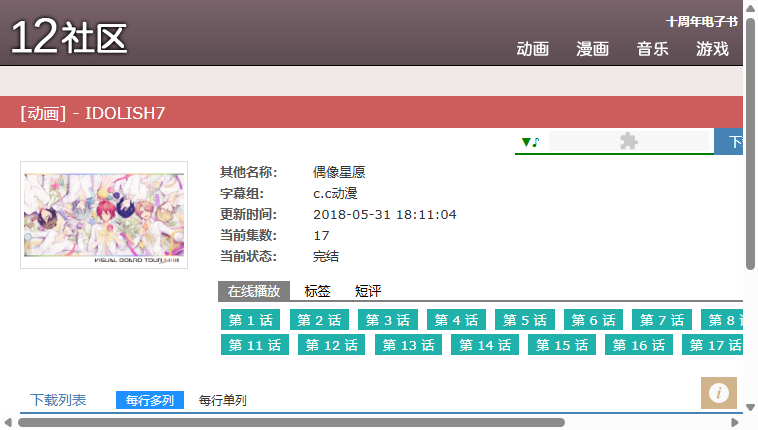 12社区
十周年电子书
动画 漫画 音乐 游戏
[动画] - IDOLISH7
▼♪
其他名称： 偶像星愿
字幕组： c.c动漫
更新时间： 2018-05-31 18:11:04
当前集数： 17
当前状态： 完结
在线播放 标签 短评
第 1 话 第 2 话 第 3 话 第 4 话 第 5 话 第 6 话 第 7 话 第 8
第 11 话 第 12 话 第 13 话 第 14 话 第 15 话 第 16 话 第 17 话
下载列表 每行多列 每行单列